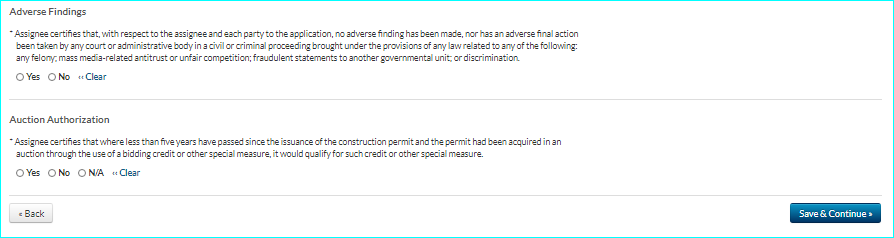 Adverse Findings
* Assignee certifies that, with respect to the assignee and each party to the application, no adverse finding has been made, nor has an adverse final action
been taken by any court or administrative body in a civil or criminal proceeding brought under the provisions of any law related to any of the following:
any felony; mass media-related antitrust or unfair competition; fraudulent statements to another governmental unit; or discrimination.
Yes No « Clear
Auction Authorization
* Assignee certifies that where less than five years have passed since the issuance of the construction permit and the permit had been acquired in an
auction through the use of a bidding credit or other special measure, it would qualify for such credit or other special measure.
Yes No N/A « Clear
« Back Save & Continue »